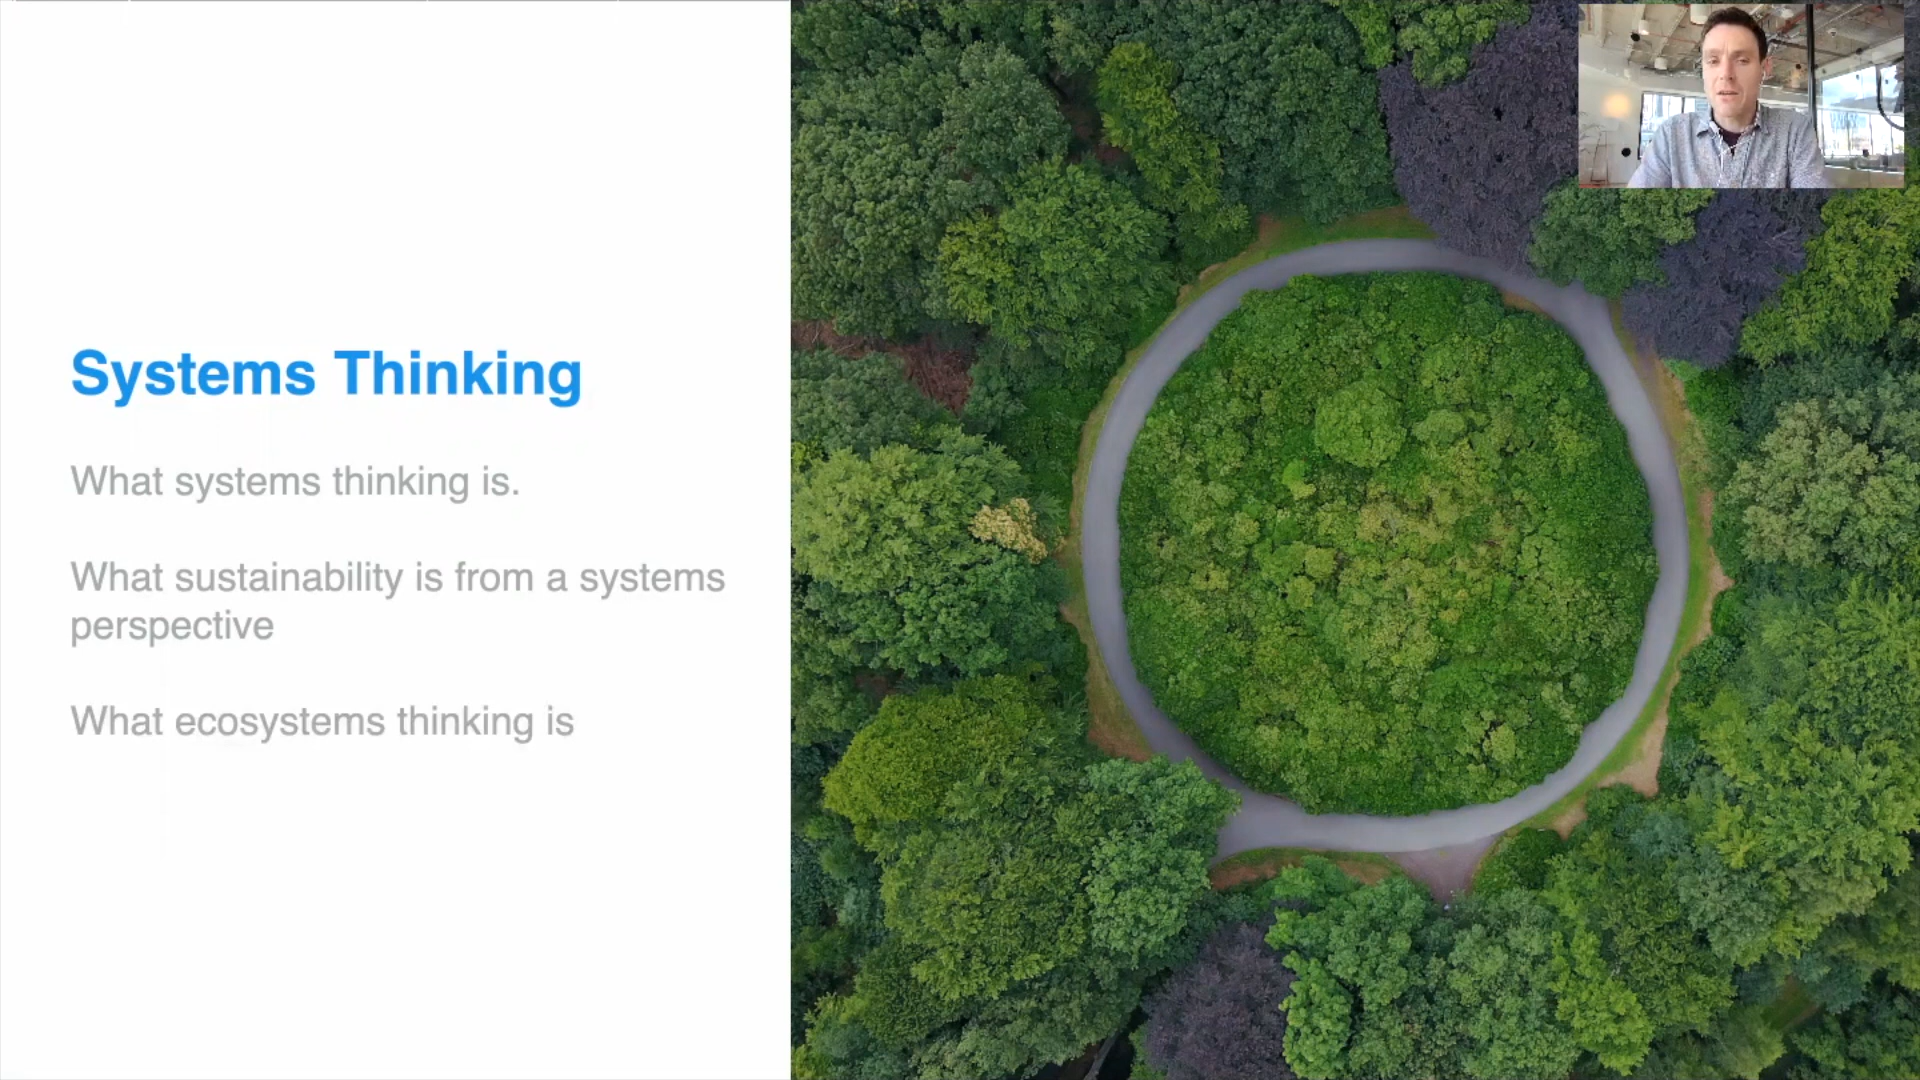 Systems Thinking
What systems thinking is.
What sustainability is from a systems
perspective
What ecosystems thinking is